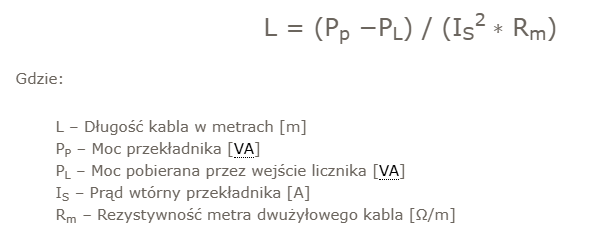 L = (Pp −PL) / (IS² * Rm)
Gdzie:
L – Długość kabla w metrach [m]
PP – Moc przekładnika [VA]
PL – Moc pobierana przez wejście licznika [VA]
IS – Prąd wtórny przekładnika [A]
Rm – Rezystywność metra dwużyłowego kabla [Ω/m]